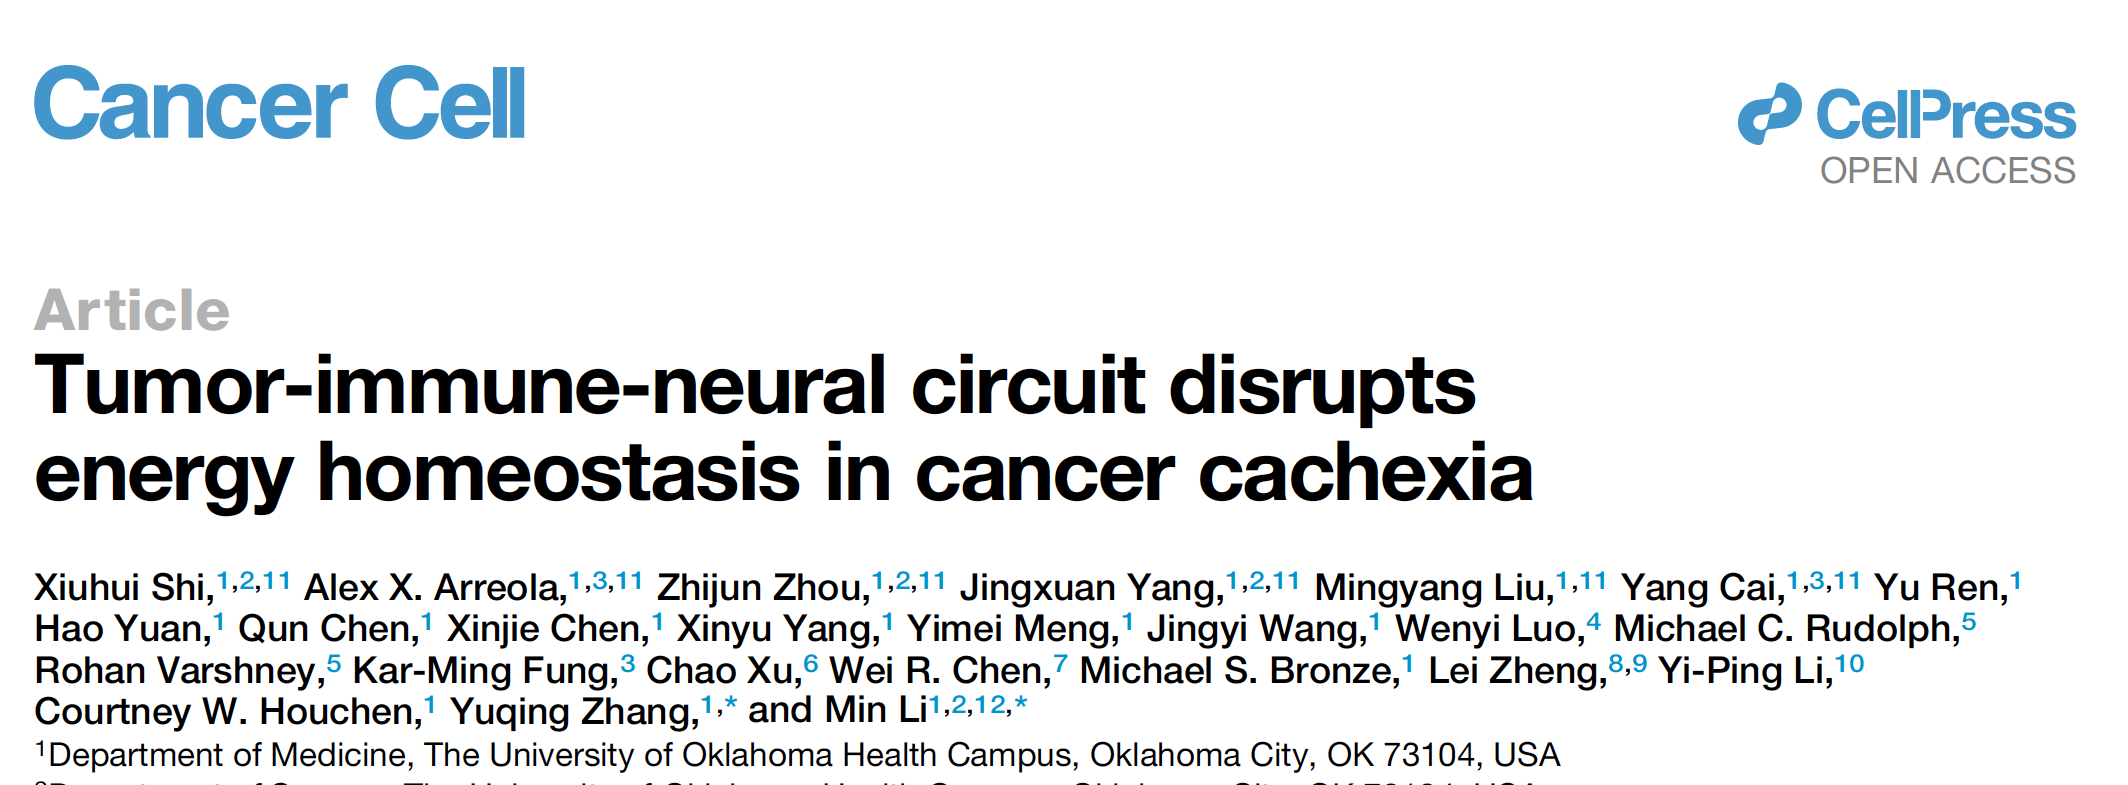 Cancer Cell
CellPress
OPEN ACCESS
Article
Tumor-immune-neural circuit disrupts
energy homeostasis in cancer cachexia
Xiuhui Shi,1,2,11 Alex X. Arreola,1,3,11 Zhijun Zhou,1,2,11 Jingxuan Yang,1,2,11 Mingyang Liu,1,11 Yang Cai,1,3,11 Yu Ren,1
Hao Yuan,1 Qun Chen,1 Xinjie Chen,1 Xinyu Yang,1 Yimei Meng,1 Jingyi Wang,1 Wenyi Luo,4 Michael C. Rudolph,5
Rohan Varshney,5 Kar-Ming Fung,3 Chao Xu,6 Wei R. Chen,7 Michael S. Bronze,1 Lei Zheng,8,9 Yi-Ping Li,10
Courtney W. Houchen,1 Yuqing Zhang,1,* and Min Li1,2,12,*
1Department of Medicine, The University of Oklahoma Health Campus, Oklahoma City, OK 73104, USA